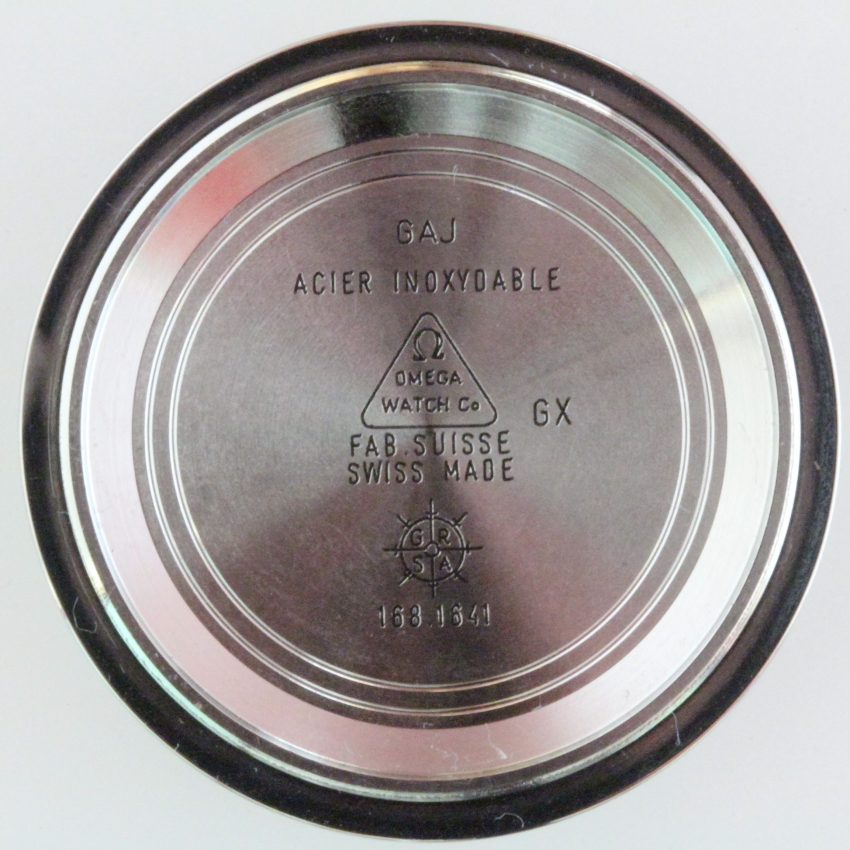 GAJ
ACIER INOXYDABLE
Ω
OMEGA
WATCH Co
GX
FAB.SUISSE
SWISS MADE
G R
S A
168.1641